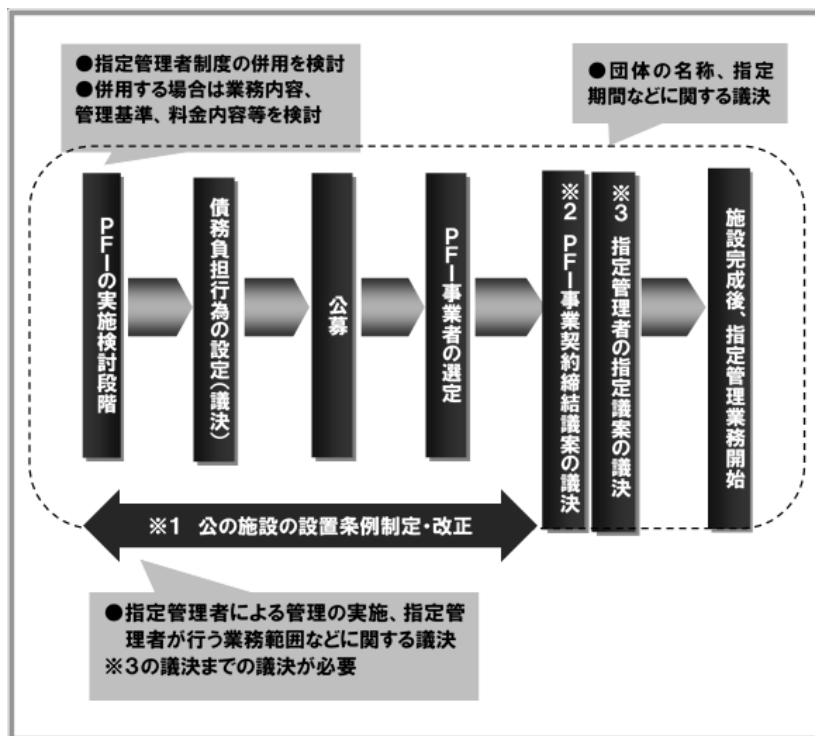 ●指定管理者制度の併用を検討
●併用する場合は業務内容、
管理基準、料金内容等を検討
●団体の名称、指定
期間などに関する議決
PFIの実施検討段階
債務負担行為の設定(議決)
公募
PFI事業者の選定
※2 PFI事業契約締結議案の議決
※3 指定管理者の指定議案の議決
施設完成後、指定管理業務開始
※1 公の施設の設置条例制定・改正
●指定管理者による管理の実施、指定管
理者が行う業務範囲などに関する議決
※3の議決までの議決が必要